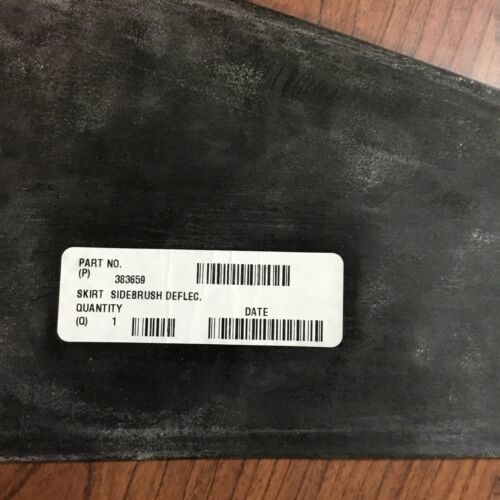 PART NO.
(P) 383659
SKIRT SIDEBRUSH DEFLEC.
QUANTITY DATE
(Q) 1